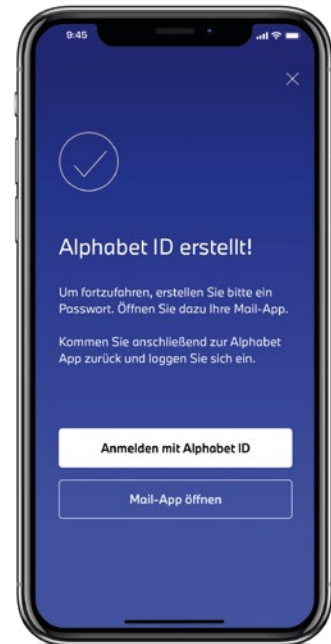 9:45
Alphabet ID erstellt!
Um fortzufahren, erstellen Sie bitte ein
Passwort. Öffnen Sie dazu Ihre Mail-App.
Kommen Sie anschließend zur Alphabet
App zurück und loggen Sie sich ein.
Anmelden mit Alphabet ID
Mail-App öffnen